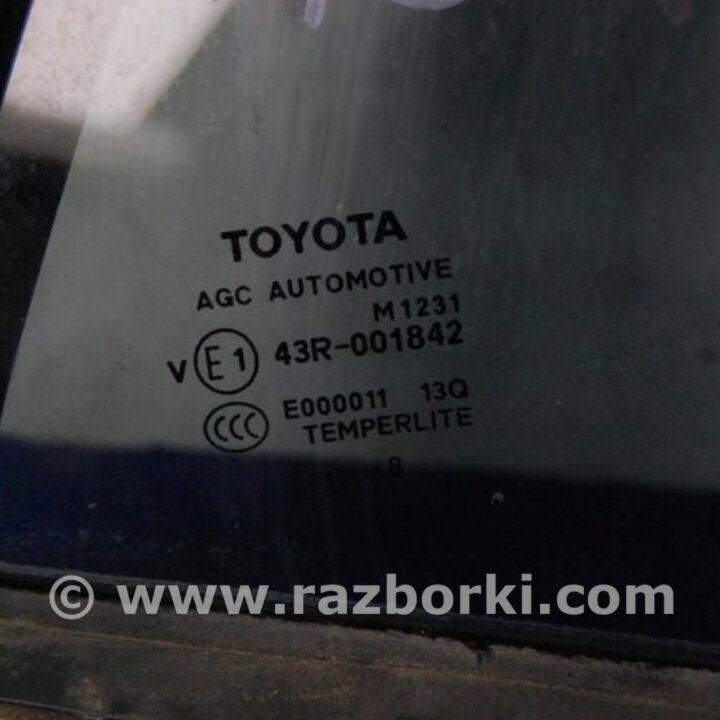 TOYOTA
AGC AUTOMOTIVE
M1231
V E1 43R-001842
CCC E000011 13Q
TEMPERLITE
......8
© www.razborki.com